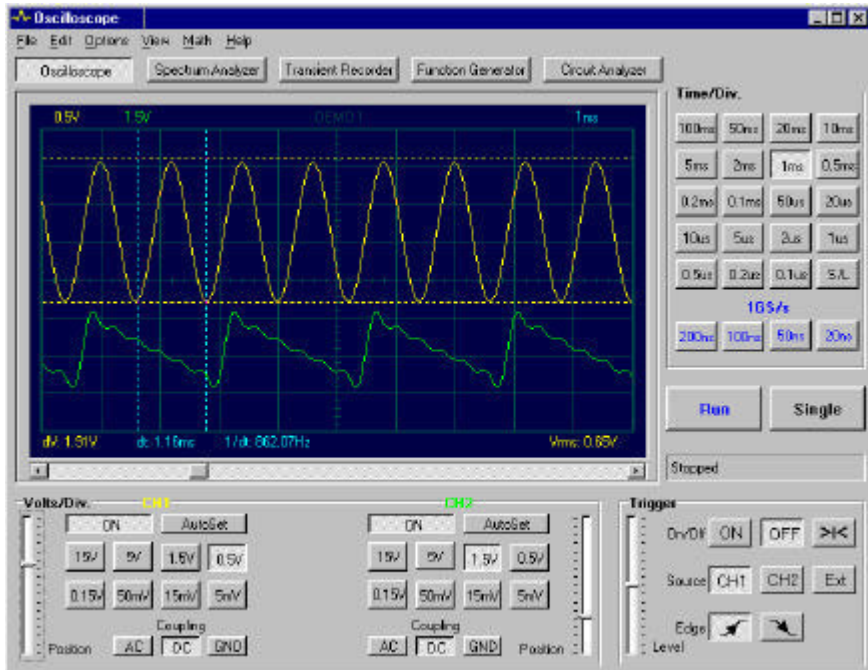 Oscilloscope
File Edit Options View Math Help
Oscilloscope Spectrum Analyzer Transient Recorder Function Generator Circuit Analyzer
0.5V 1.5V DEMO1 1ms
dV: 1.91V dt: 1.16ms 1/dt: 862.07Hz Vrms: 0.65V
Time/Div.
100ms 50ms 20ms 10ms
5ms 2ms 1ms 0.5ms
0.2ms 0.1ms 50us 20us
10us 5us 2us 1us
0.5us 0.2us 0.1us S/L
1GS/s
200ns 100ns 50ns 20ns
Run Single
Stopped
Volts/Div. CH1 CH2
ON AutoSet ON AutoSet
15V 5V 1.5V 0.5V 15V 5V 1.5V 0.5V
0.15V 50mV 15mV 5mV 0.15V 50mV 15mV 5mV
Coupling Coupling
Position AC DC GND AC DC GND Position
Trigger
On/Off ON OFF >|<
Source CH1 CH2 Ext
Edge
Level